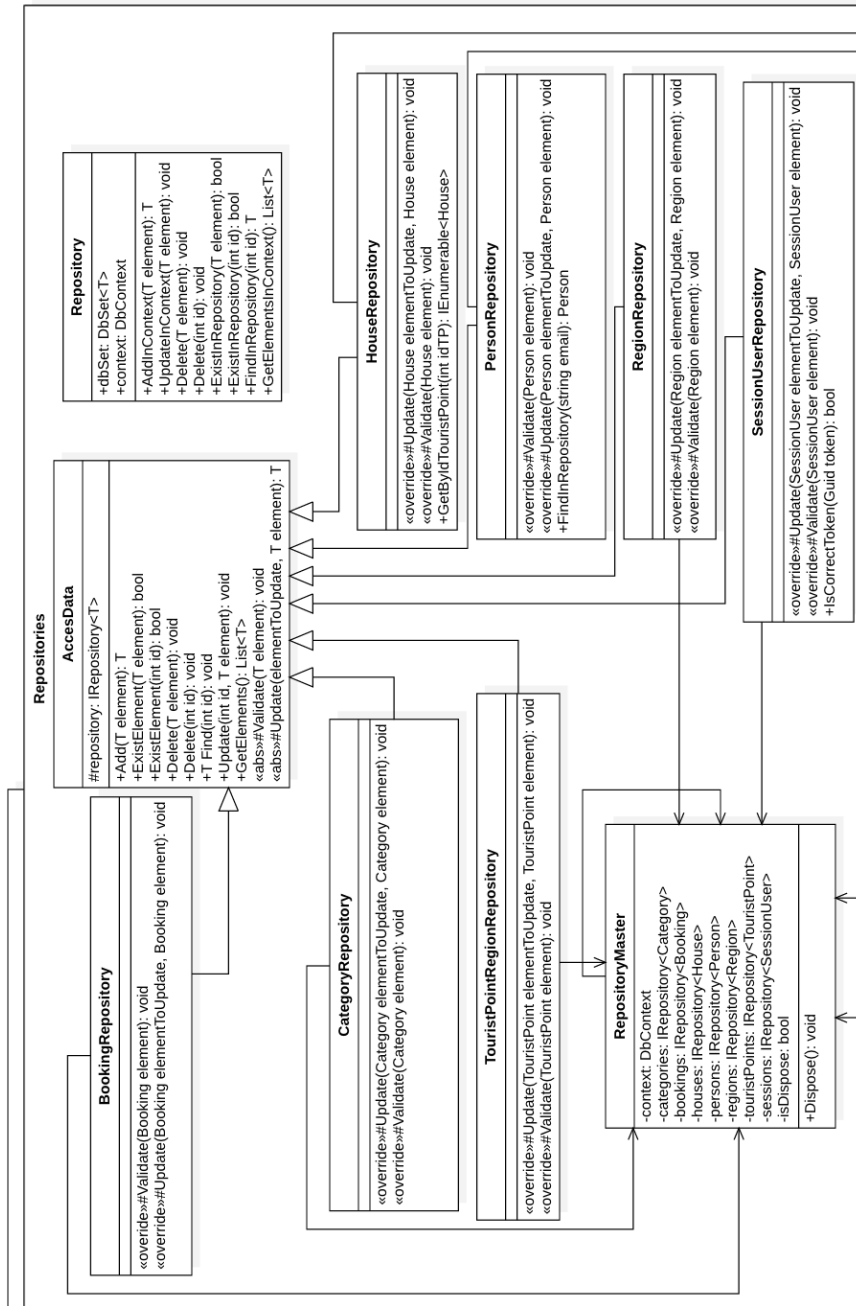 Repositories
BookingRepository
«overide»#Validate(Booking element): void
«override»#Update(Booking elementToUpdate, Booking element): void
AccesData
#repository: IRepository<T>
+Add(T element): T
+ExistElement(T element): bool
+ExistElement(int id): bool
+Delete(T element): void
+Delete(int id): void
+T Find(int id): void
+Update(int id, T element): void
+GetElements(): List<T>
«abs»#Validate(T element): void
«abs»#Update(elementToUpdate, T element): T
Repository
+dbSet: DbSet<T>
+context: DbContext
+AddInContext(T element): T
+UpdateInContext(T element): void
+Delete(T element): void
+Delete(int id): void
+ExistInRepository(T element): bool
+ExistInRepository(int id): bool
+FindInRepository(int id): T
+GetElementsInContext(): List<T>
CategoryRepository
«override»#Update(Category elementToUpdate, Category element): void
«override»#Validate(Category element): void
HouseRepository
«override»#Update(House elementToUpdate, House element): void
«override»#Validate(House element): void
+GetByIdTouristPoint(int idTP): IEnumerable<House>
TouristPointRegionRepository
«override»#Update(TouristPoint elementToUpdate, TouristPoint element): void
«override»#Validate(TouristPoint element): void
PersonRepository
«override»#Validate(Person element): void
«override»#Update(Person elementToUpdate, Person element): void
+FindInRepository(string email): Person
RepositoryMaster
-context: DbContext
-categories: IRepository<Category>
-bookings: IRepository<Booking>
-houses: IRepository<House>
-persons: IRepository<Person>
-regions: IRepository<Region>
-touristPoints: IRepository<TouristPoint>
-sessions: IRepository<SessionUser>
-isDispose: bool
+Dispose(): void
RegionRepository
«override»#Update(Region elementToUpdate, Region element): void
«override»#Validate(Region element): void
SessionUserRepository
«override»#Update(SessionUser elementToUpdate, SessionUser element): void
«override»#Validate(SessionUser element): void
+IsCorrectToken(Guid token): bool